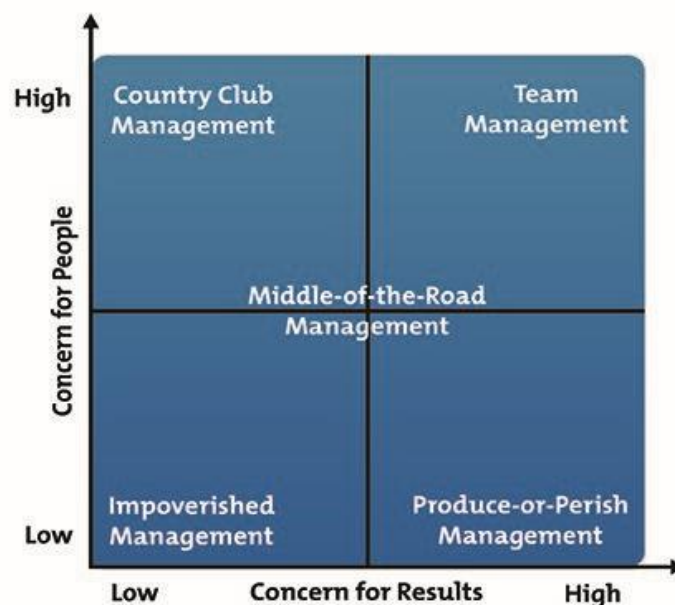 High
Country Club
Management
Team
Management
Concern for People
Middle-of-the-Road
Management
Impoverished
Management
Produce-or-Perish
Management
Low
Low
Concern for Results
High